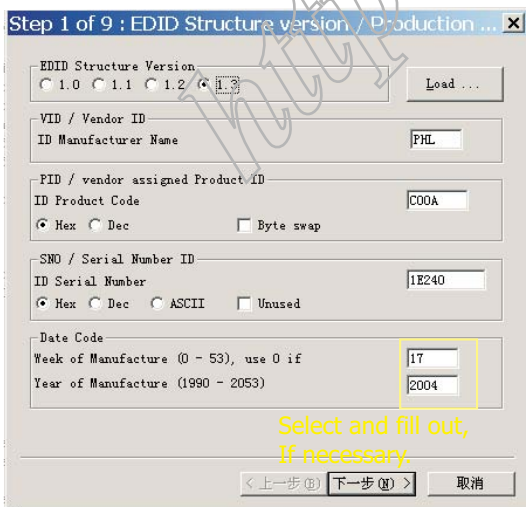 Step 1 of 9 : EDID Structure version / Production ...
EDID Structure Version
1.0 1.1 1.2 1.3
Load ...
VID / Vendor ID
ID Manufacturer Name
PHL
PID / vendor assigned Product ID
ID Product Code
C00A
Hex Dec Byte swap
SNO / Serial Number ID
ID Serial Number
1E240
Hex Dec ASCII Unused
Date Code
Week of Manufacture (0 - 53), use 0 if
17
Year of Manufacture (1990 - 2053)
2004
Select and fill out,
If necessary.
< 上一步(B) 下一步(N) > 取消
http